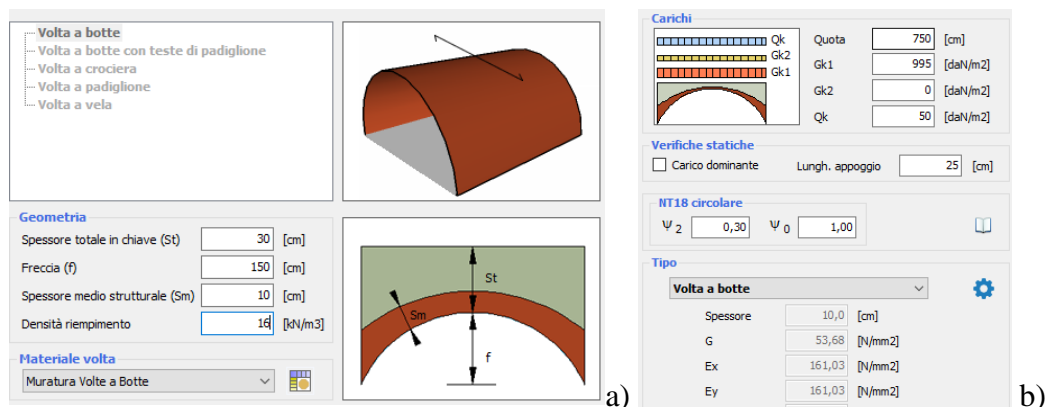 Volta a botte
Volta a botte con teste di padiglione
Volta a crociera
Volta a padiglione
Volta a vela
Geometria
Spessore totale in chiave (St) 30 [cm]
Freccia (f) 150 [cm]
Spessore medio strutturale (Sm) 10 [cm]
Densità riempimento 16 [kN/m3]
Materiale volta
Muratura Volte a Botte
St
Sm
f
a)
Carichi
Qk
Gk2
Gk1
Quota 750 [cm]
Gk1 995 [daN/m2]
Gk2 0 [daN/m2]
Qk 50 [daN/m2]
Verifiche statiche
Carico dominante Lungh. appoggio 25 [cm]
NT18 circolare
Ψ 2 0,30 Ψ 0 1,00
Tipo
Volta a botte
Spessore 10,0 [cm]
G 53,68 [N/mm2]
Ex 161,03 [N/mm2]
Ey 161,03 [N/mm2]
b)